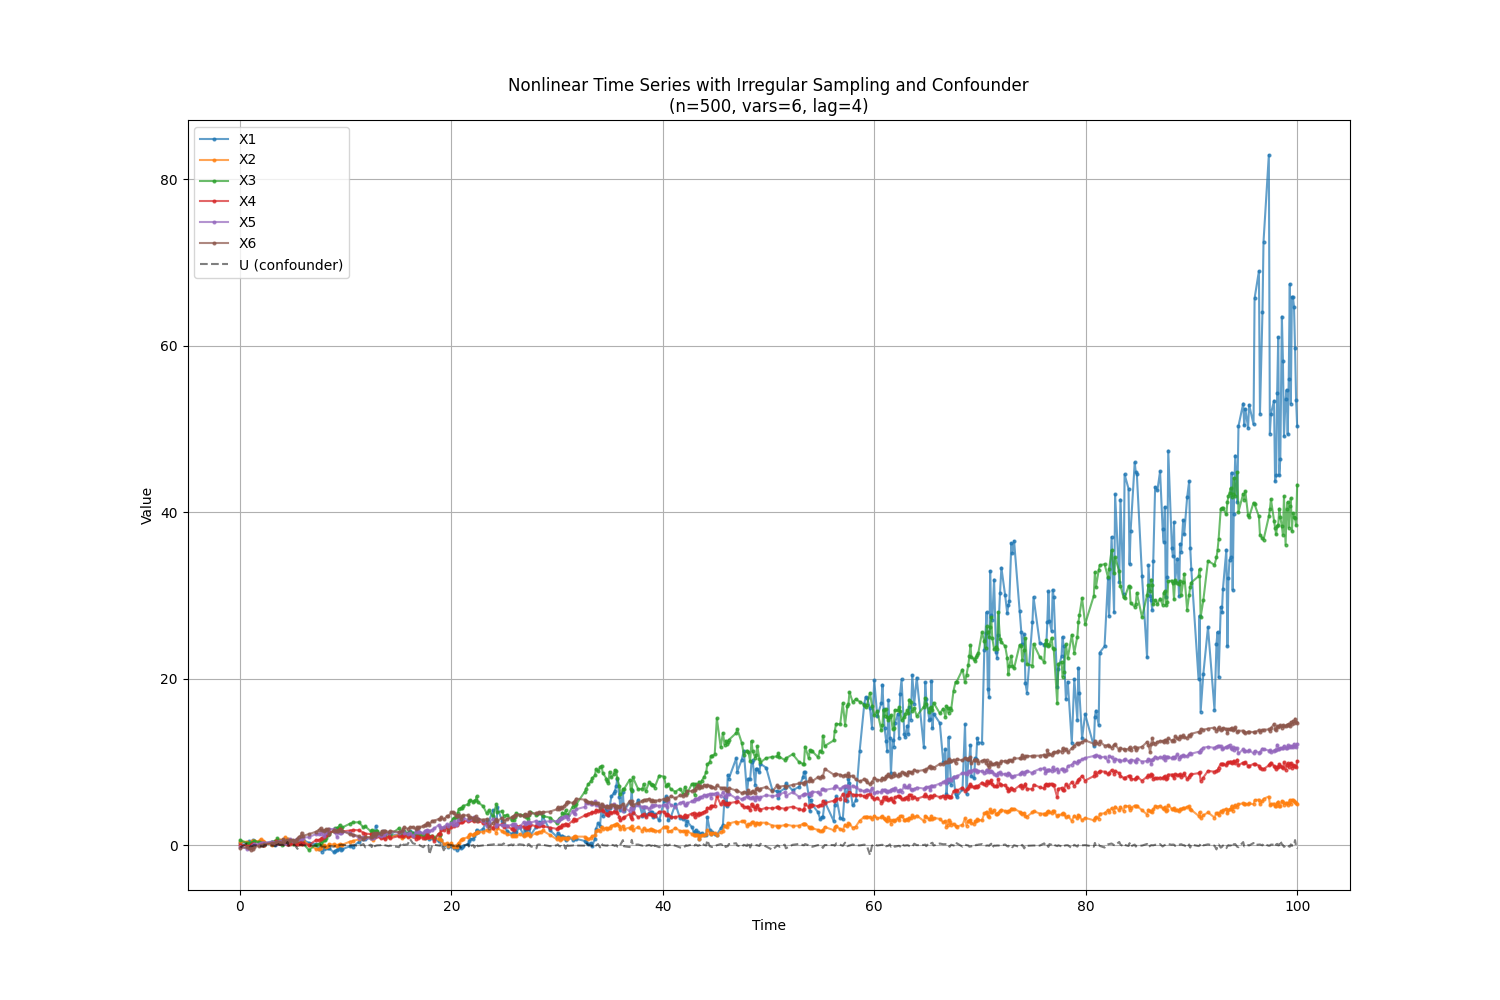 Nonlinear Time Series with Irregular Sampling and Confounder
(n=500, vars=6, lag=4)
X1
X2
X3
X4
X5
X6
U (confounder)
Value
80
60
40
20
0
0 20 40 60 80 100
Time